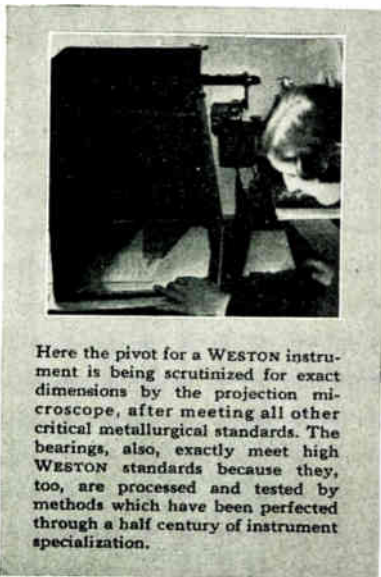 Here the pivot for a WESTON instru-
ment is being scrutinized for exact
dimensions by the projection mi-
croscope, after meeting all other
critical metallurgical standards. The
bearings, also, exactly meet high
WESTON standards because they,
too, are processed and tested by
methods which have been perfected
through a half century of instrument
specialization.